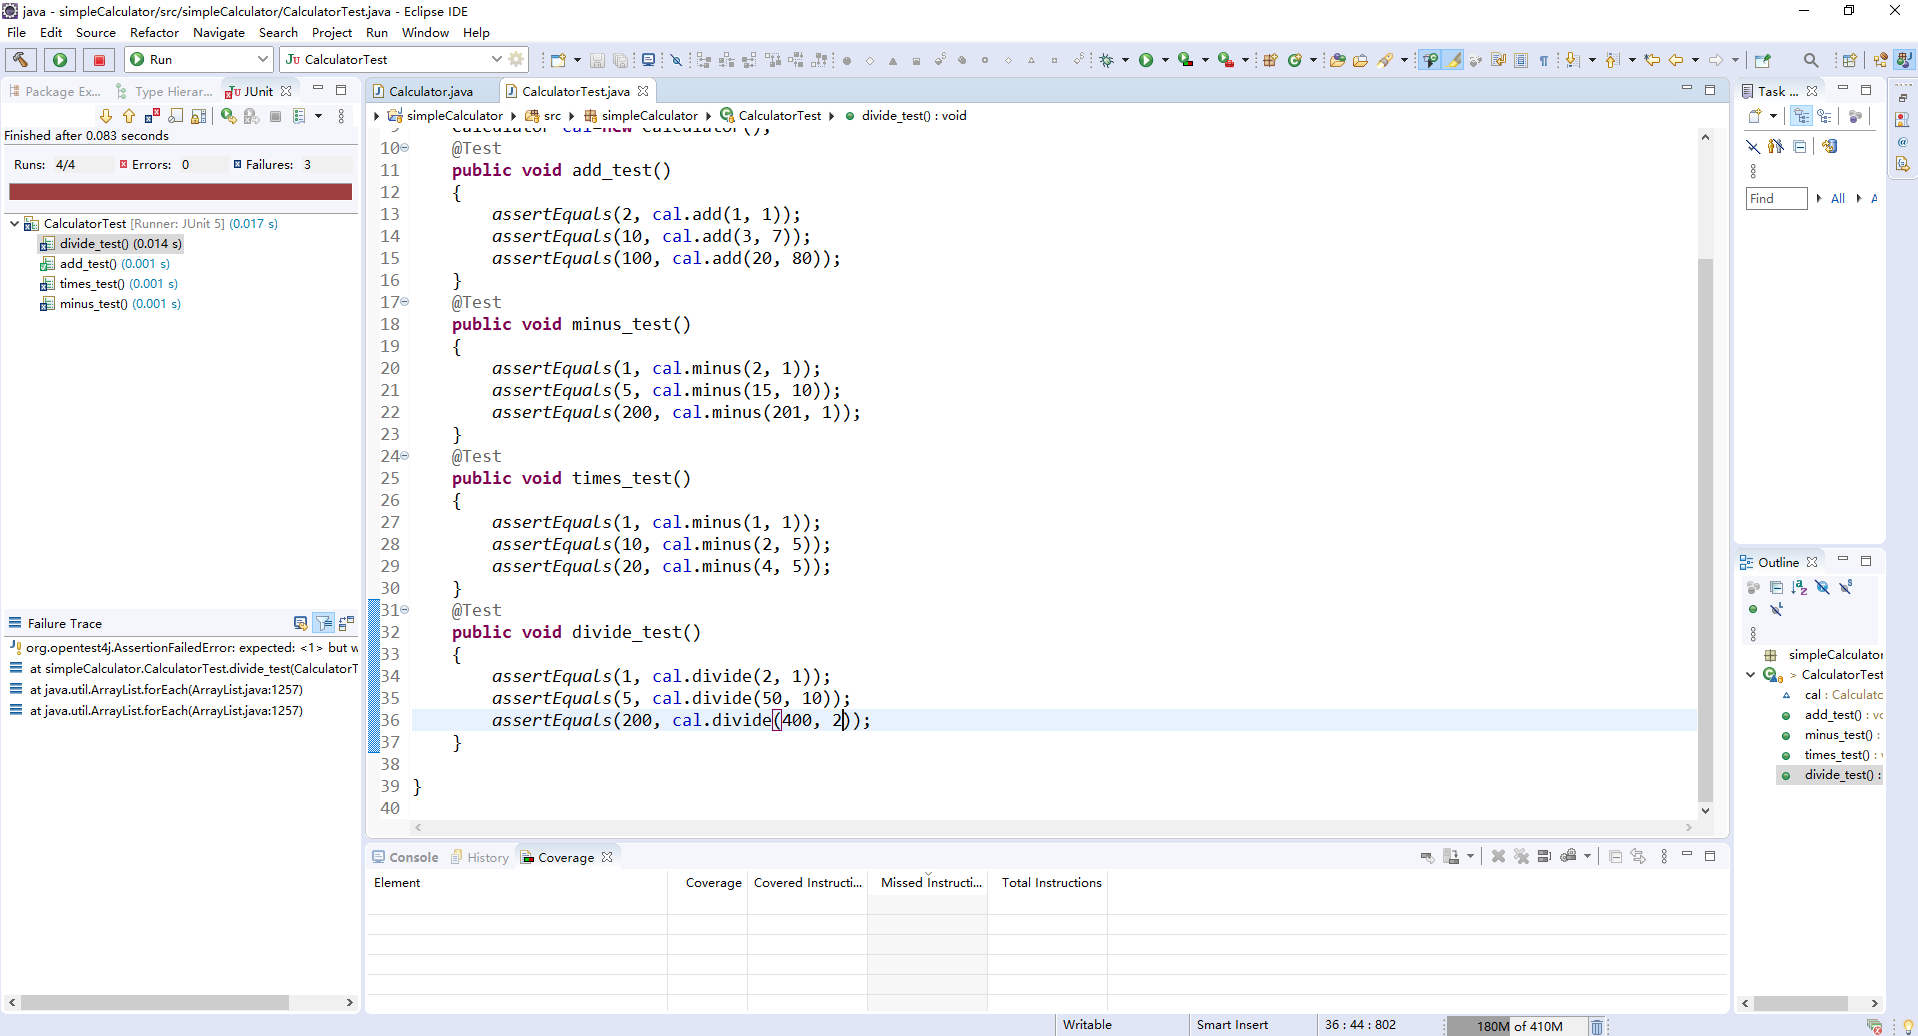 java - simpleCalculator/src/simpleCalculator/CalculatorTest.java - Eclipse IDE
File Edit Source Refactor Navigate Search Project Run Window Help
Run
JU CalculatorTest
Package Ex...
Type Hierar...
JUnit
Finished after 0.083 seconds
Runs: 4/4 Errors: 0 Failures: 3
CalculatorTest [Runner: JUnit 5] (0.017 s)
divide_test() (0.014 s)
add_test() (0.001 s)
times_test() (0.001 s)
minus_test() (0.001 s)
Failure Trace
org.opentest4j.AssertionFailedError: expected: <1> but w
at simpleCalculator.CalculatorTest.divide_test(CalculatorT
at java.util.ArrayList.forEach(ArrayList.java:1257)
at java.util.ArrayList.forEach(ArrayList.java:1257)
Calculator.java
CalculatorTest.java
simpleCalculator src simpleCalculator CalculatorTest divide_test() : void
9 Calculator cal=new Calculator();
10 @Test
11 public void add_test()
12 {
13 assertEquals(2, cal.add(1, 1));
14 assertEquals(10, cal.add(3, 7));
15 assertEquals(100, cal.add(20, 80));
16 }
17 @Test
18 public void minus_test()
19 {
20 assertEquals(1, cal.minus(2, 1));
21 assertEquals(5, cal.minus(15, 10));
22 assertEquals(200, cal.minus(201, 1));
23 }
24 @Test
25 public void times_test()
26 {
27 assertEquals(1, cal.minus(1, 1));
28 assertEquals(10, cal.minus(2, 5));
29 assertEquals(20, cal.minus(4, 5));
30 }
31 @Test
32 public void divide_test()
33 {
34 assertEquals(1, cal.divide(2, 1));
35 assertEquals(5, cal.divide(50, 10));
36 assertEquals(200, cal.divide(400, 2));
37 }
38
39 }
40
Console History Coverage
Element Coverage Covered Instructi... Missed Instructi... Total Instructions
Task ...
Find All A
Outline
simpleCalculator
> CalculatorTest
cal : Calculato
add_test() : vo
minus_test() :
times_test() :
divide_test() :
Writable Smart Insert 36 : 44 : 802 180M of 410M